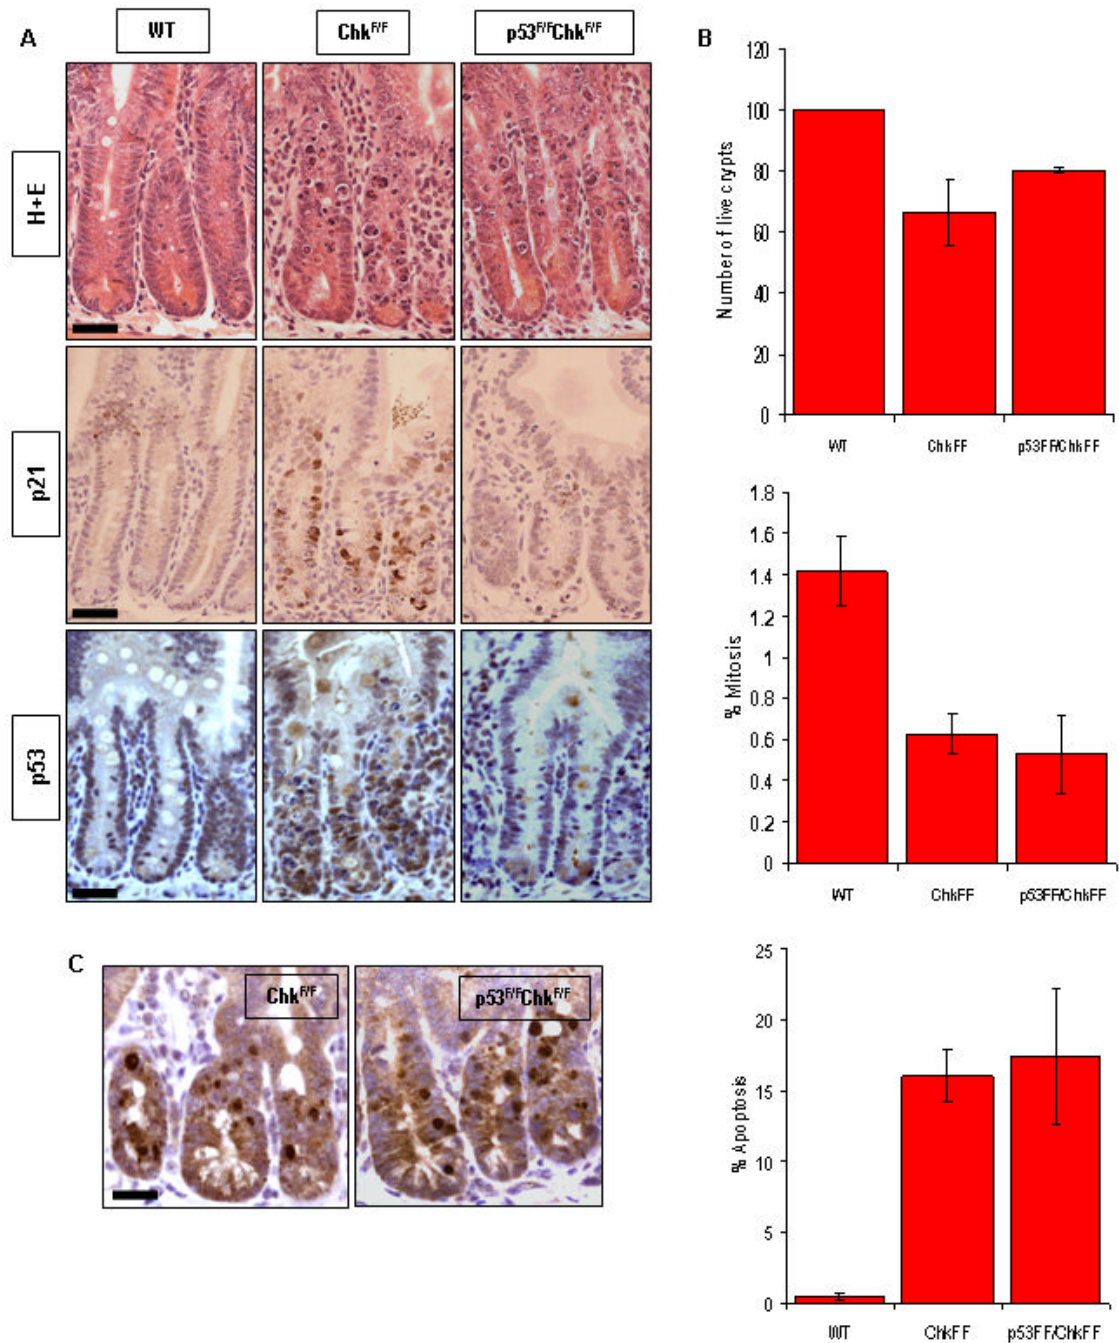 A
WT
Chk^F/F
p53^F/F Chk^F/F
H+E
p21
p53
B
120
100
80
60
40
20
0
Number of live crypts
WT
ChkFF
p53FF/ChkFF
1.8
1.6
1.4
1.2
1
0.8
0.6
0.4
0.2
0
% Mitosis
WT
ChkFF
p53FF/ChkFF
25
20
15
10
5
0
% Apoptosis
WT
ChkFF
p53FF/ChkFF
C
Chk^F/F
p53^F/F Chk^F/F